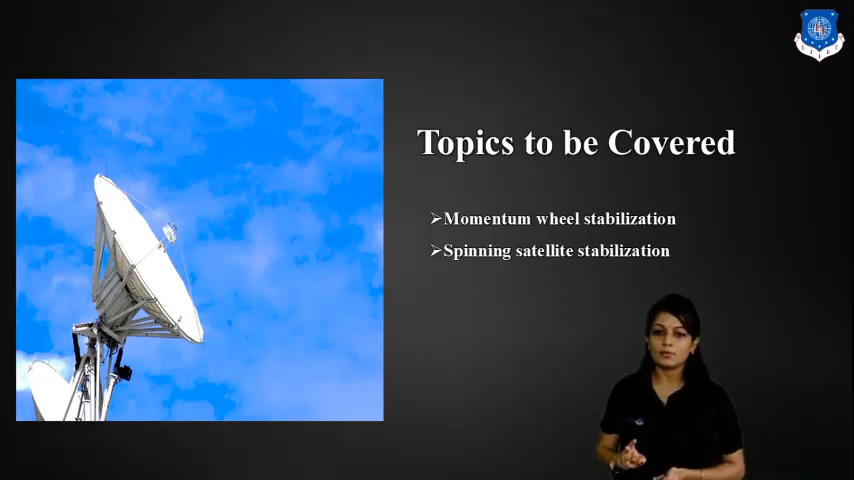 Topics to be Covered
➢Momentum wheel stabilization
➢Spinning satellite stabilization